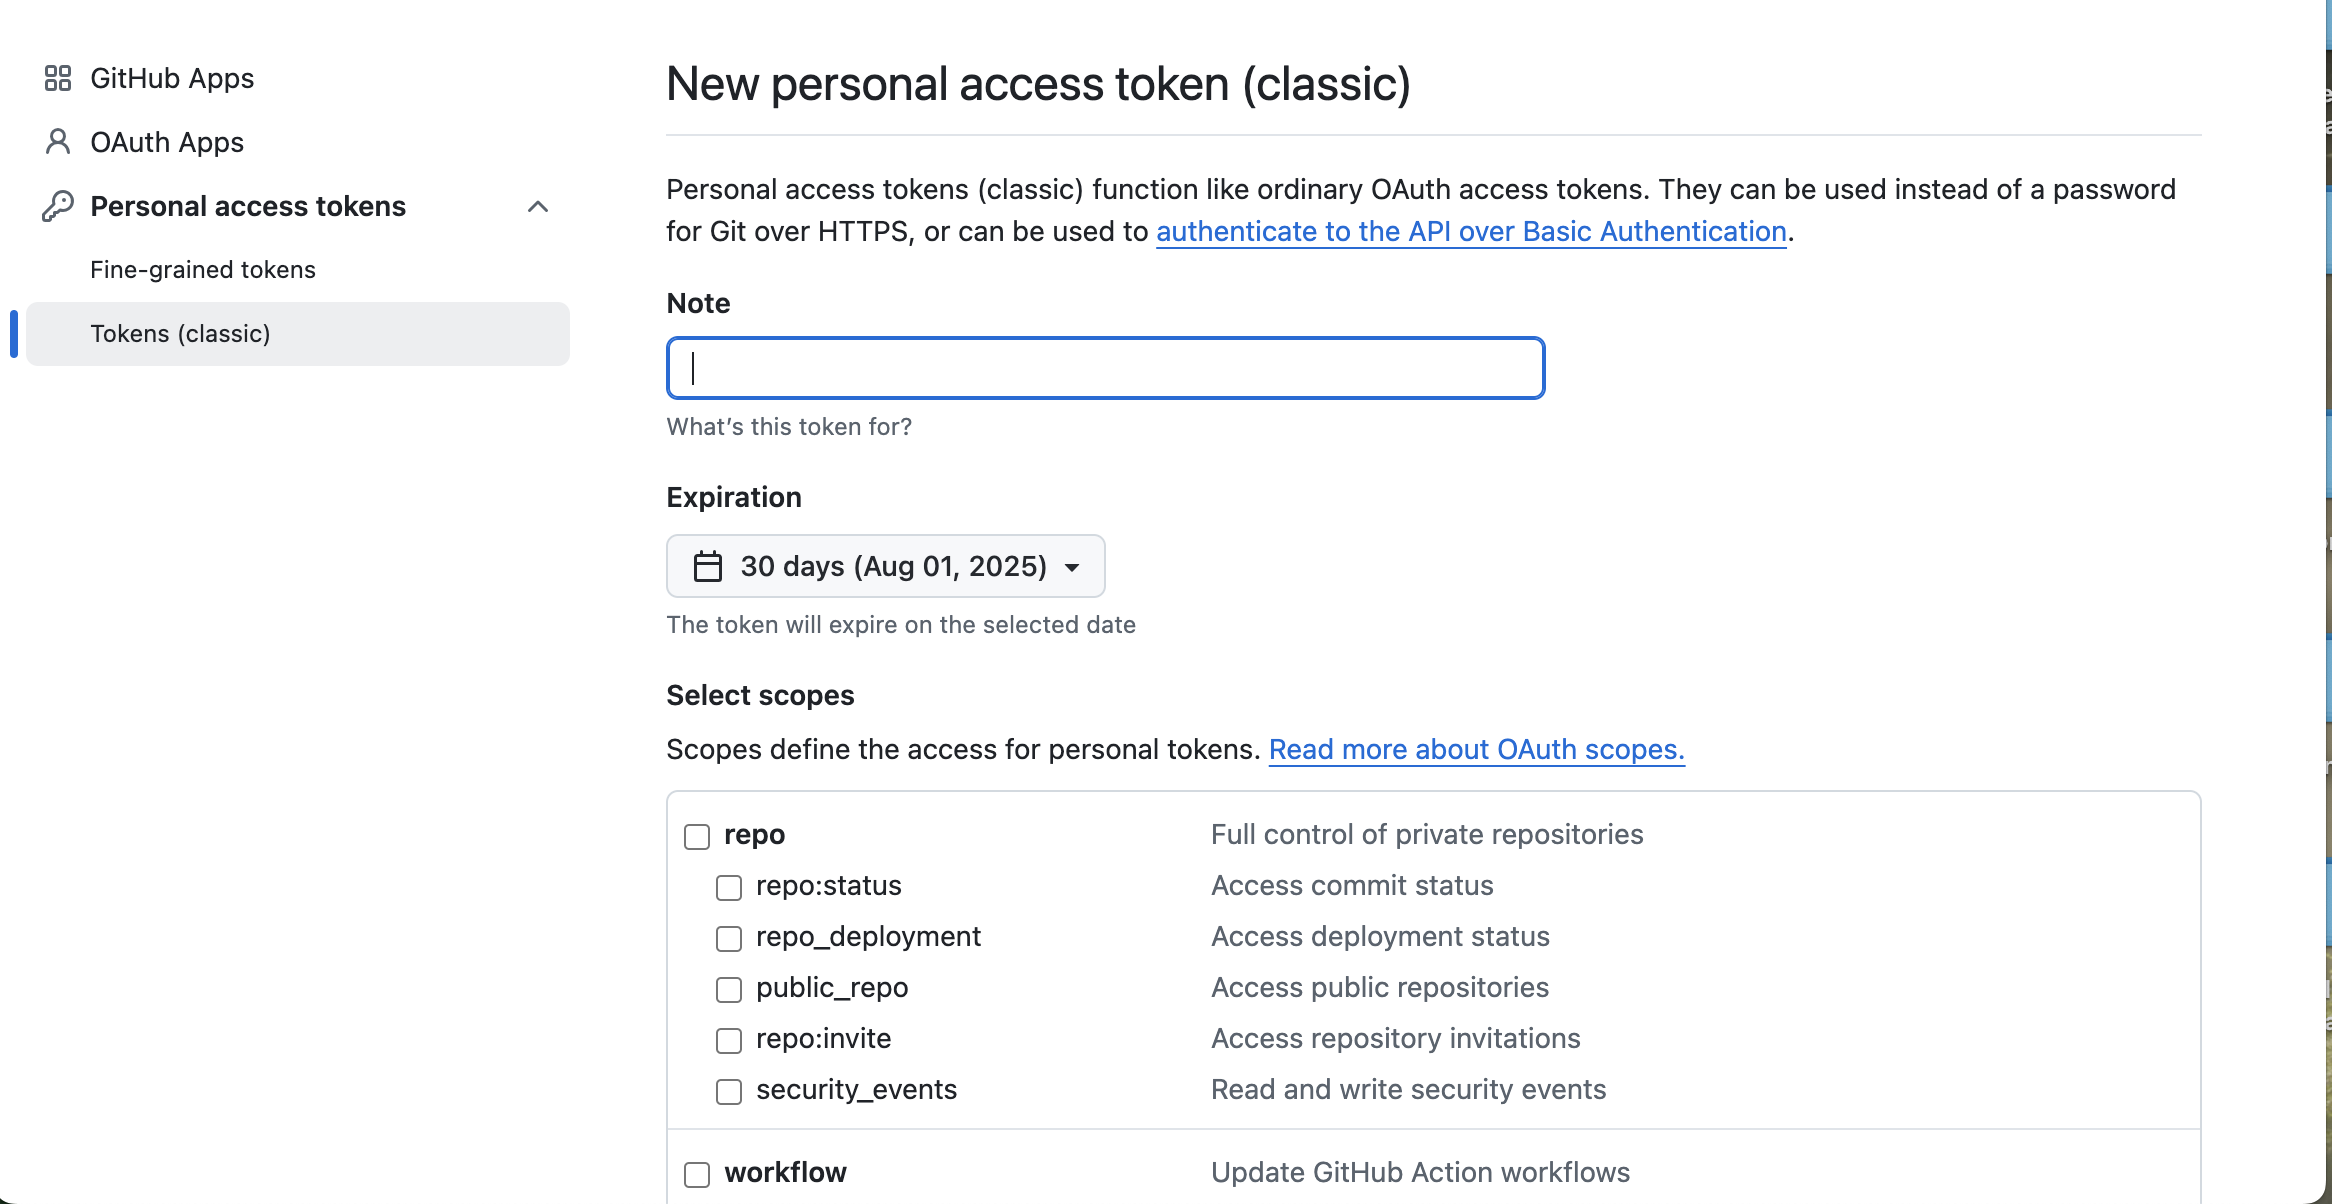 GitHub Apps
OAuth Apps
Personal access tokens
Fine-grained tokens
Tokens (classic)
New personal access token (classic)
Personal access tokens (classic) function like ordinary OAuth access tokens. They can be used instead of a password
for Git over HTTPS, or can be used to authenticate to the API over Basic Authentication.
Note
What’s this token for?
Expiration
30 days (Aug 01, 2025)
The token will expire on the selected date
Select scopes
Scopes define the access for personal tokens. Read more about OAuth scopes.
repo Full control of private repositories
repo:status Access commit status
repo_deployment Access deployment status
public_repo Access public repositories
repo:invite Access repository invitations
security_events Read and write security events
workflow Update GitHub Action workflows